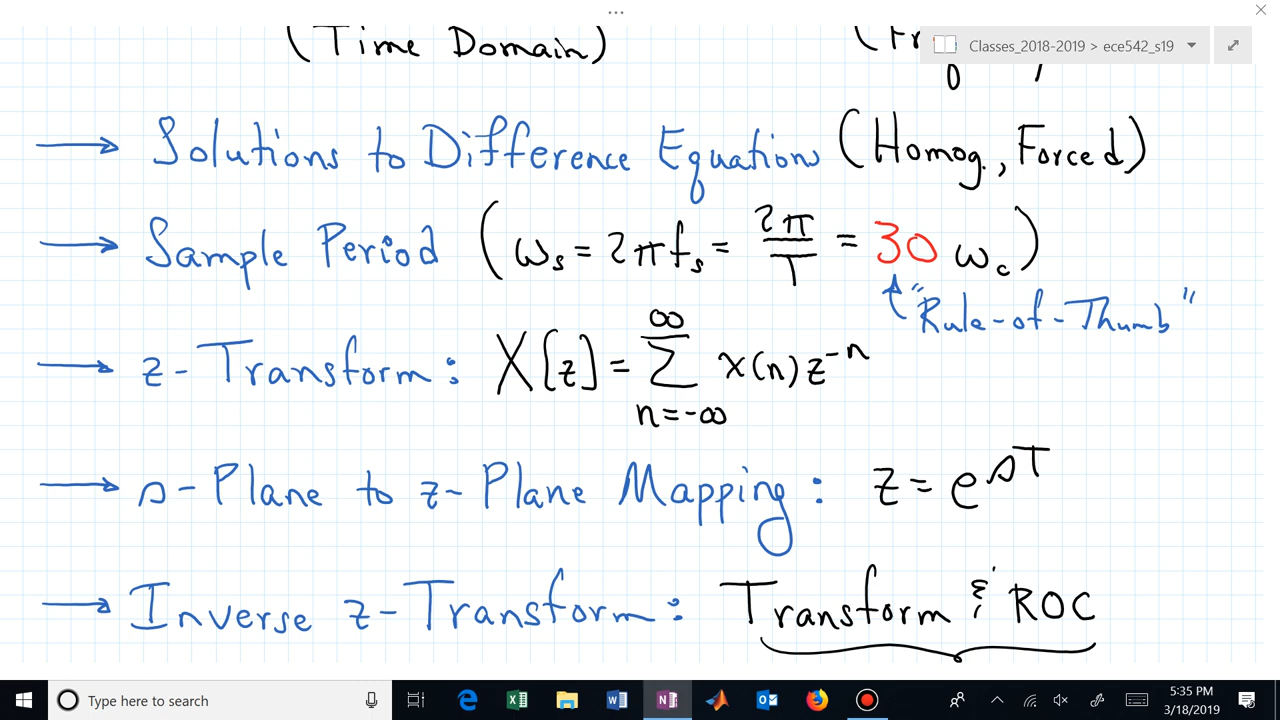 (Time Domain)
Classes_2018-2019 > ece542_s19
→ Solutions to Difference Equations (Homog., Forced)
→ Sample Period (ωs = 2πfs = 2π/T = 30 ωc)
"Rule-of-Thumb"
→ z-Transform: X[z] = ∑_{n=-∞}^{∞} x(n) z^{-n}
→ s-Plane to z-Plane Mapping: z = e^{sT}
→ Inverse z-Transform: Transform & ROC
Type here to search
5:35 PM
3/18/2019